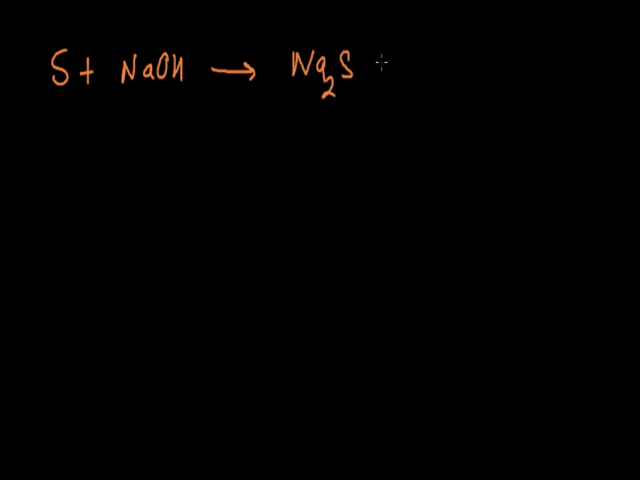 S + NaOH → Na₂S